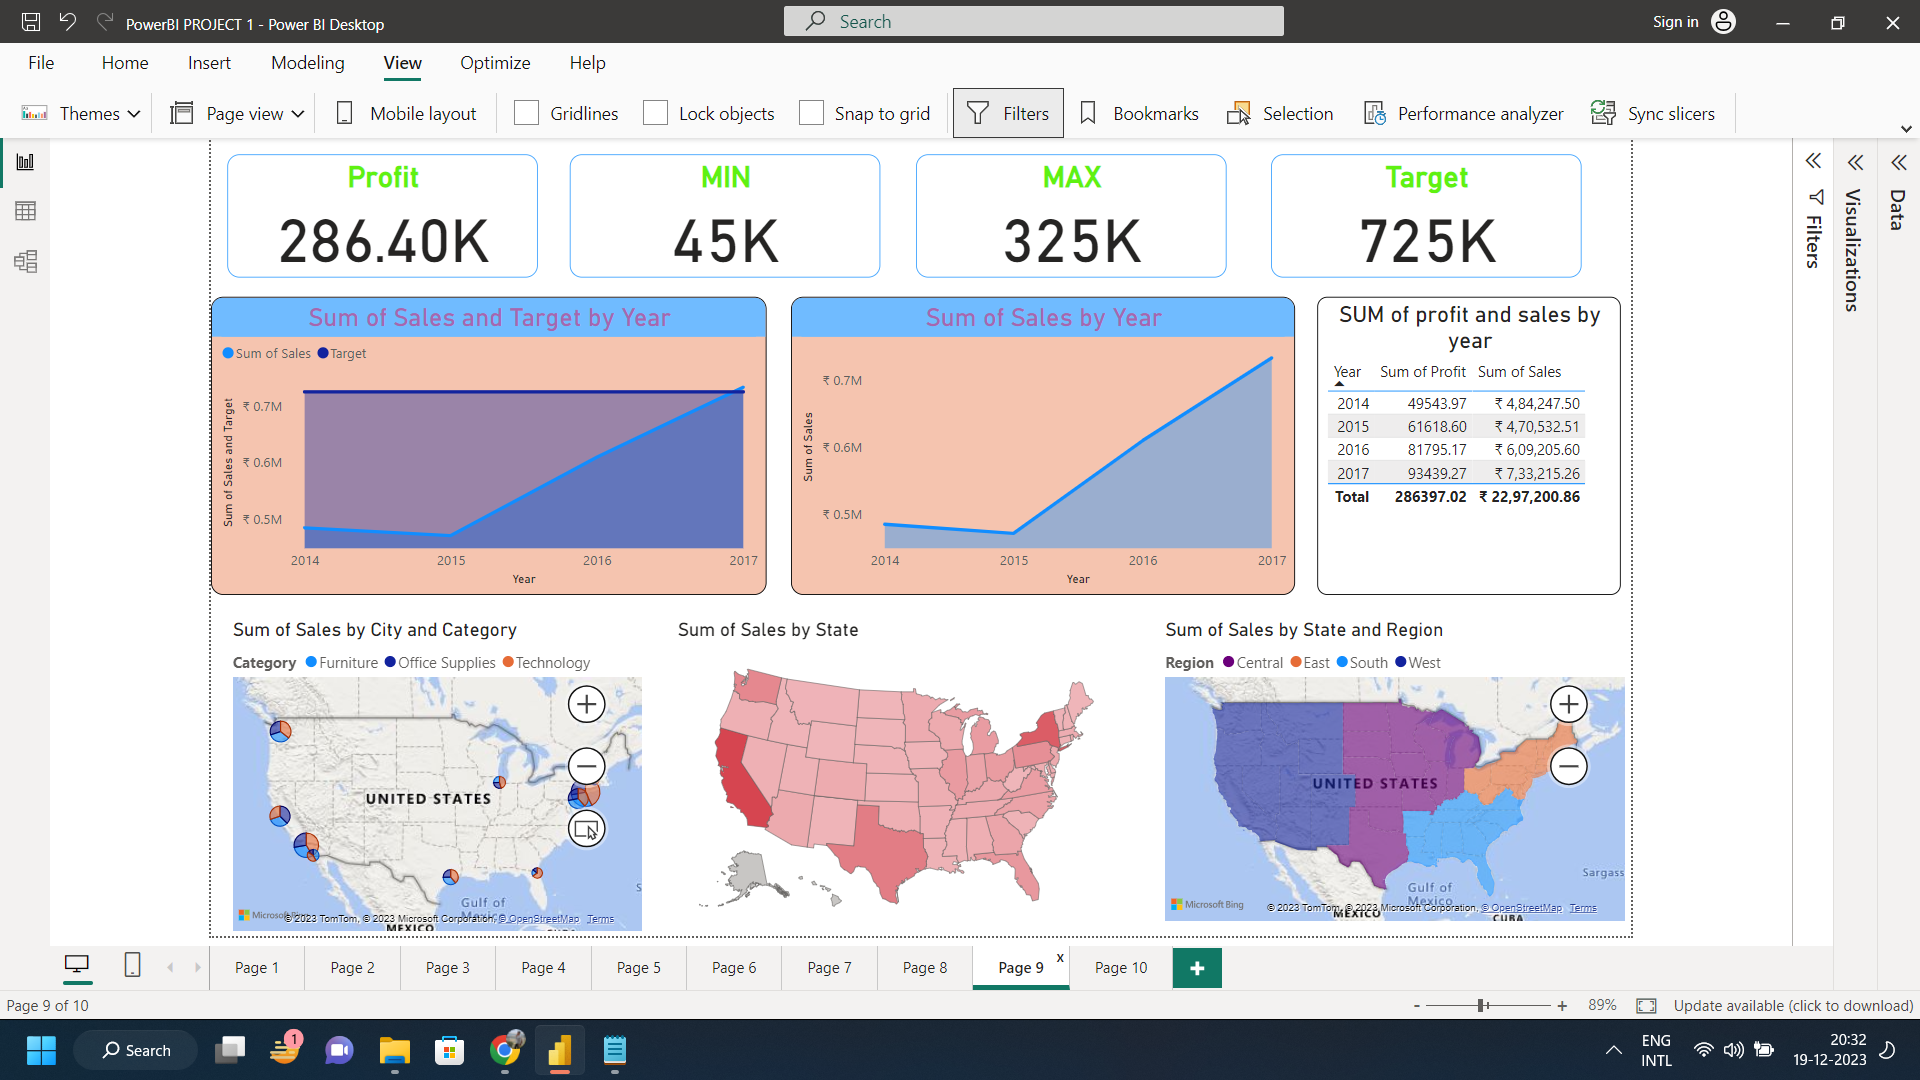 PowerBI PROJECT 1 - Power BI Desktop
Search
Sign in
File Home Insert Modeling View Optimize Help
Themes Page view Mobile layout Gridlines Lock objects Snap to grid Filters Bookmarks Selection Performance analyzer Sync slicers
Profit
286.40K
MIN
45K
MAX
325K
Target
725K
Filters
Visualizations
Data
Sum of Sales and Target by Year
Sum of Sales Target
Sum of Sales and Target
₹ 0.7M
₹ 0.6M
₹ 0.5M
2014 2015 2016 2017
Year
Sum of Sales by Year
Sum of Sales
₹ 0.7M
₹ 0.6M
₹ 0.5M
2014 2015 2016 2017
Year
SUM of profit and sales by
year
Year Sum of Profit Sum of Sales
2014 49543.97 ₹ 4,84,247.50
2015 61618.60 ₹ 4,70,532.51
2016 81795.17 ₹ 6,09,205.60
2017 93439.27 ₹ 7,33,215.26
Total 286397.02 ₹ 22,97,200.86
Sum of Sales by City and Category
Category Furniture Office Supplies Technology
UNITED STATES
Gulf of
Microsoft
© 2023 TomTom, © 2023 Microsoft Corporation, © OpenStreetMap Terms
MEXICO
Sum of Sales by State
Sum of Sales by State and Region
Region Central East South West
UNITED STATES
Sargass
Gulf of
Mexico
Microsoft Bing
© 2023 TomTom, © 2023 Microsoft Corporation, © OpenStreetMap Terms
MEXICO
CUBA
Page 1 Page 2 Page 3 Page 4 Page 5 Page 6 Page 7 Page 8 Page 9 x Page 10 +
Page 9 of 10
- + 89% Update available (click to download)
Search
1
ENG
INTL
20:32
19-12-2023